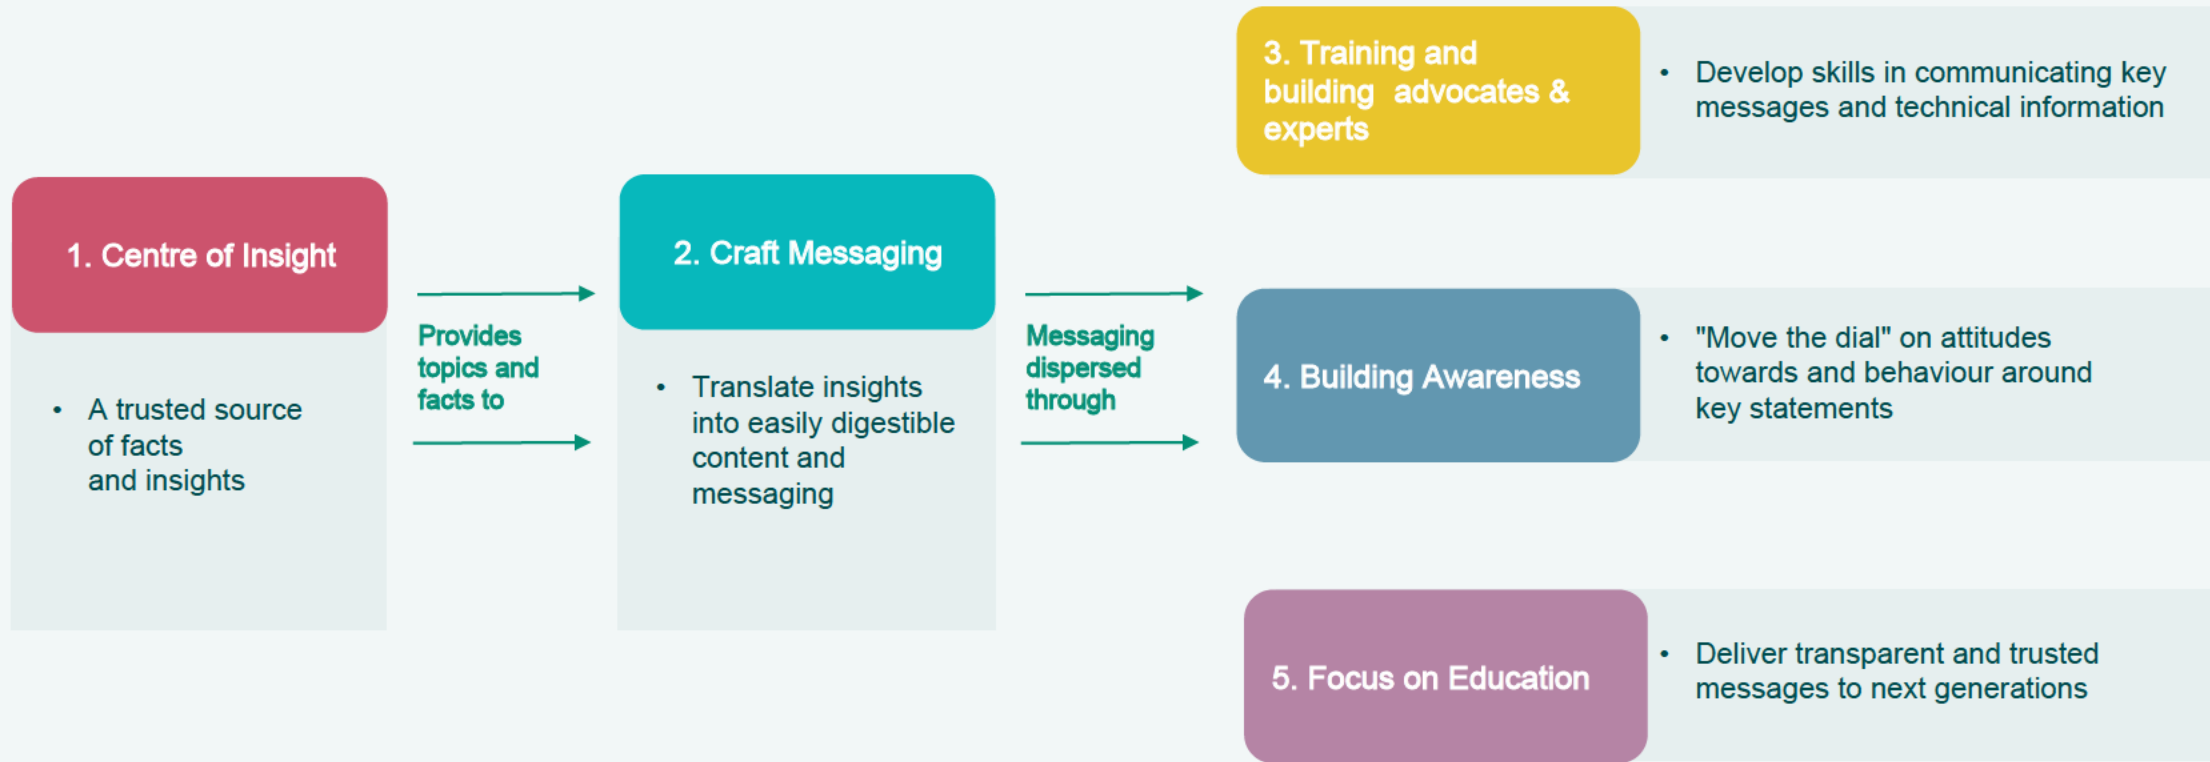 1. Centre of Insight
• A trusted source
of facts
and insights
Provides
topics and
facts to
2. Craft Messaging
• Translate insights
into easily digestible
content and
messaging
Messaging
dispersed
through
3. Training and
building advocates &
experts
• Develop skills in communicating key
messages and technical information
4. Building Awareness
• "Move the dial" on attitudes
towards and behaviour around
key statements
5. Focus on Education
• Deliver transparent and trusted
messages to next generations